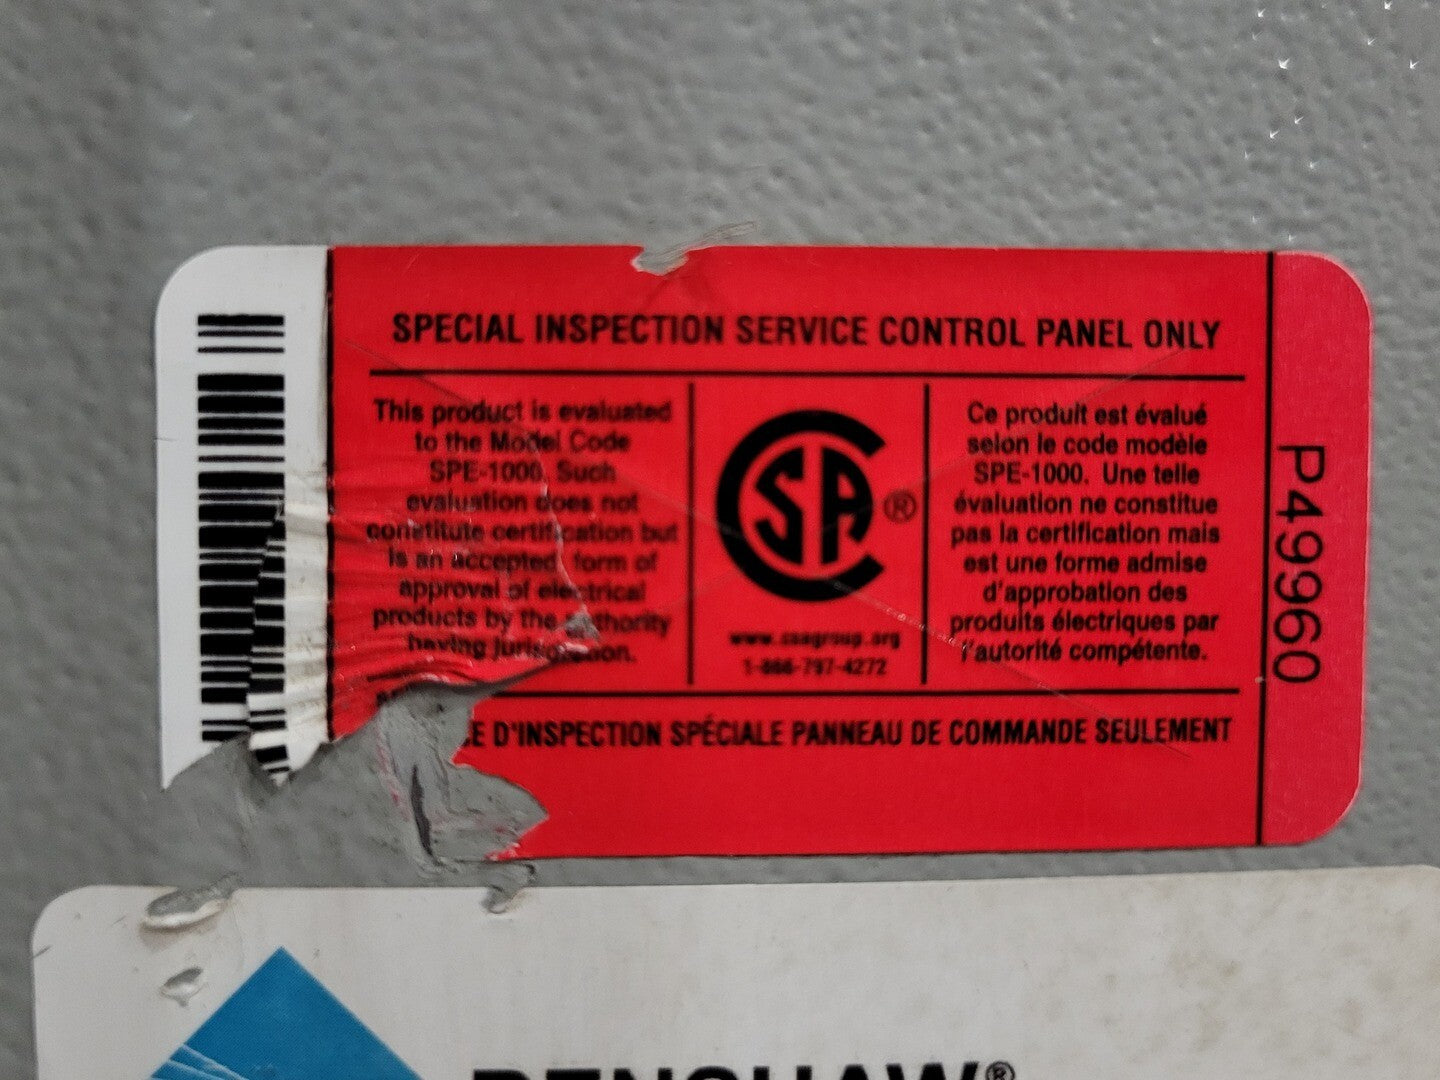 SPECIAL INSPECTION SERVICE CONTROL PANEL ONLY
This product is evaluated
to the Model Code
SPE-1000. Such
evaluation does not
constitute certification but
is an accepted form of
approval of electrical
products by the authority
having jurisdiction.
CSA®
www.csagroup.org
1-866-797-4272
Ce produit est évalué
selon le code modèle
SPE-1000. Une telle
évaluation ne constitue
pas la certification mais
est une forme admise
d'approbation des
produits électriques par
l'autorité compétente.
D'INSPECTION SPÉCIALE PANNEAU DE COMMANDE SEULEMENT
P49960